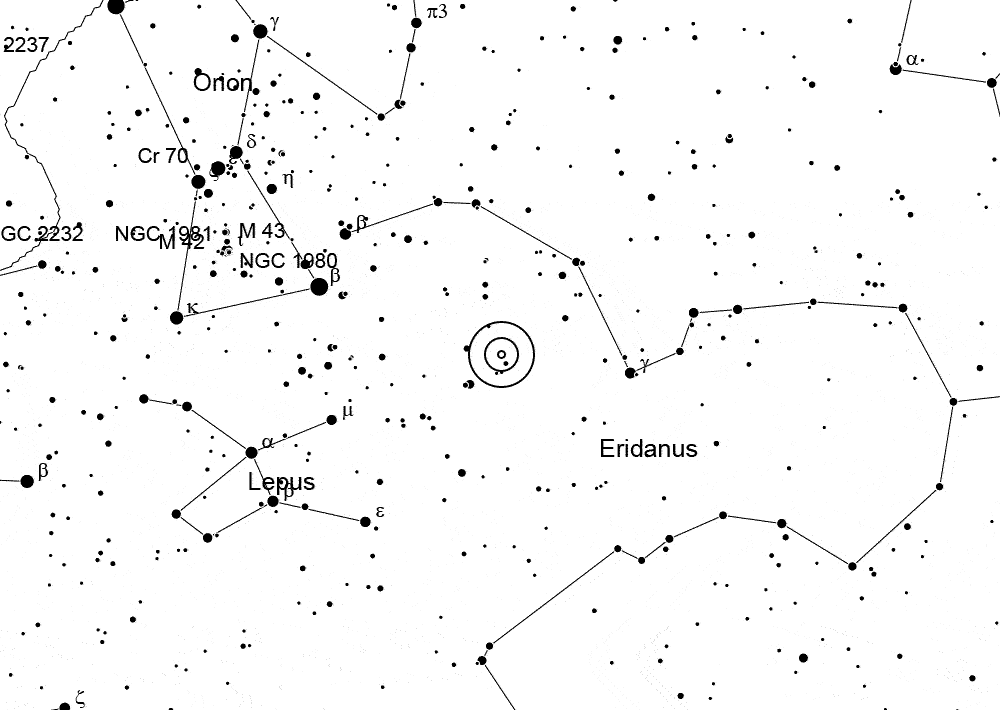 π3
γ
2237
α
Orion
δ
Cr 70
ε
ς
η
β
GC 2232
NGC 1981
M 43
M 42
ι
NGC 1980
β
κ
γ
μ
α
Eridanus
β
Lepus
β
ε
ζ